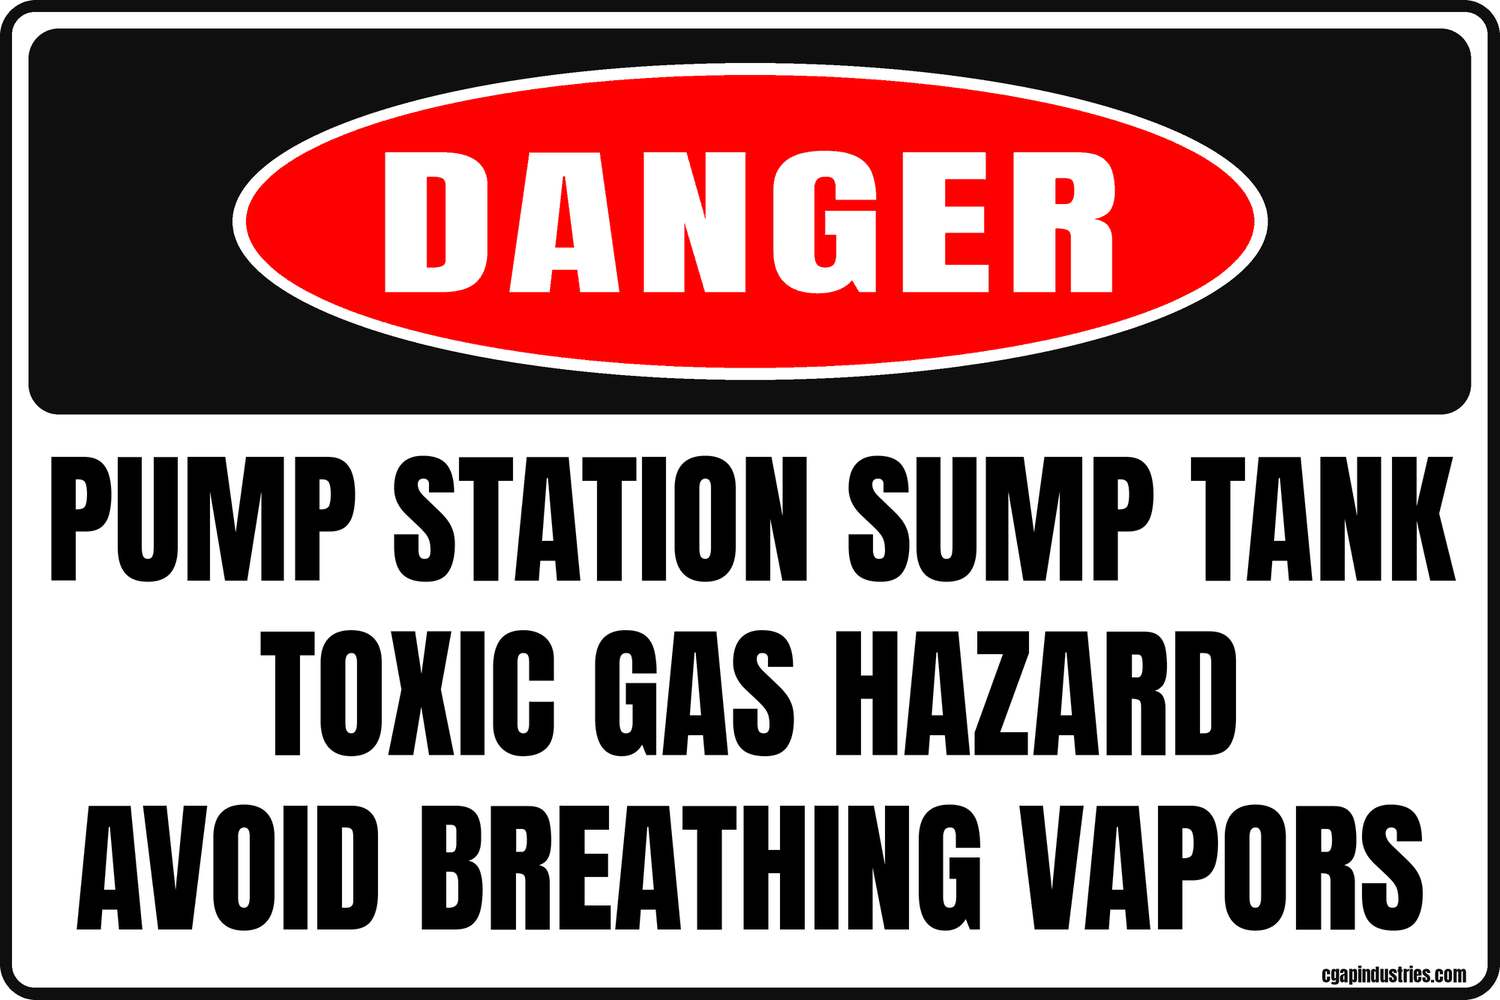 DANGER
PUMP STATION SUMP TANK
TOXIC GAS HAZARD
AVOID BREATHING VAPORS
cgapindustries.com